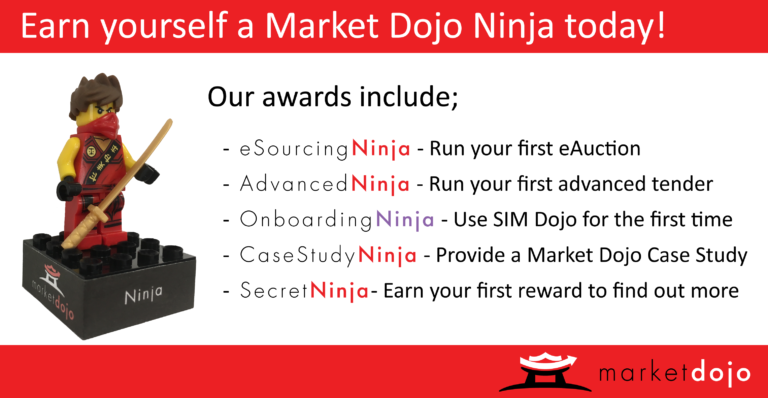 Earn yourself a Market Dojo Ninja today!
Our awards include;
- eSourcingNinja - Run your first eAuction
- AdvancedNinja - Run your first advanced tender
- OnboardingNinja - Use SIM Dojo for the first time
- CaseStudyNinja - Provide a Market Dojo Case Study
- SecretNinja- Earn your first reward to find out more
marketdojo
Ninja
marketdojo